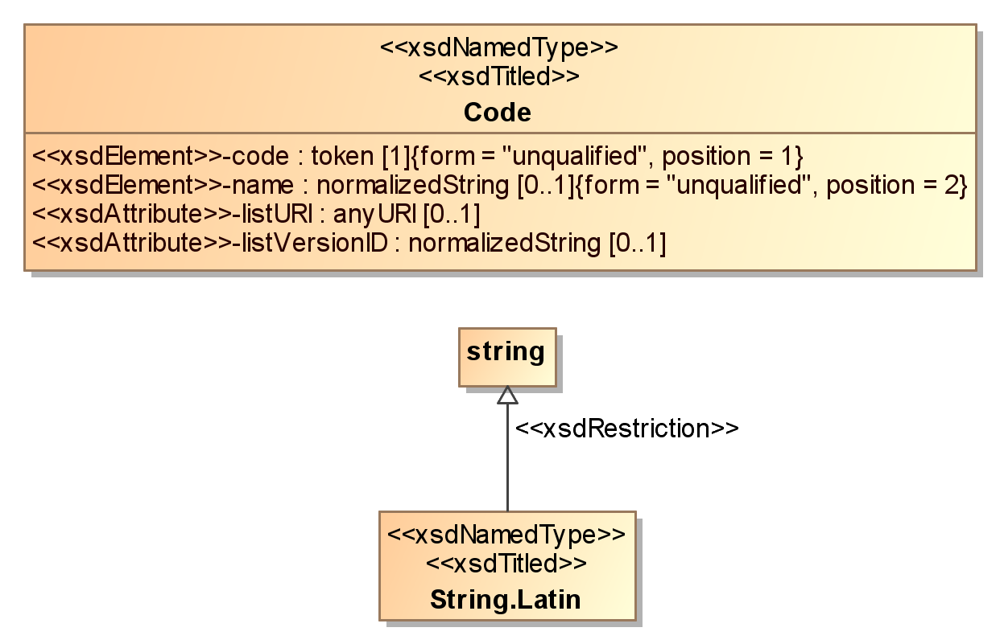 <<xsdNamedType>>
<<xsdTitled>>
Code
<<xsdElement>>-code : token [1]{form = "unqualified", position = 1}
<<xsdElement>>-name : normalizedString [0..1]{form = "unqualified", position = 2}
<<xsdAttribute>>-listURI : anyURI [0..1]
<<xsdAttribute>>-listVersionID : normalizedString [0..1]
string
<<xsdRestriction>>
<<xsdNamedType>>
<<xsdTitled>>
String.Latin